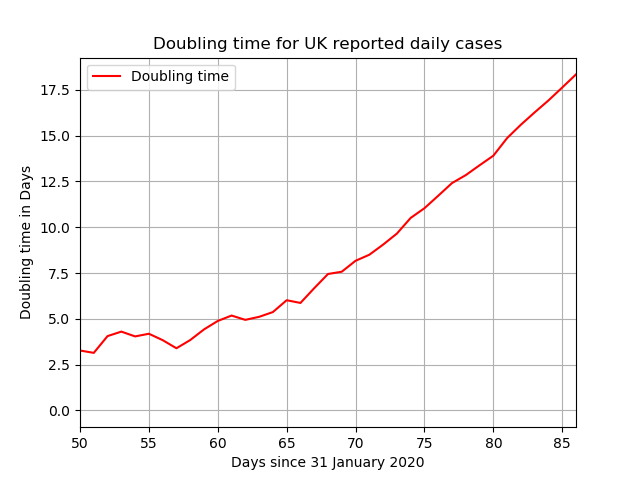 Doubling time for UK reported daily cases
Doubling time
17.5
15.0
12.5
10.0
7.5
5.0
2.5
0.0
Doubling time in Days
50 55 60 65 70 75 80 85
Days since 31 January 2020